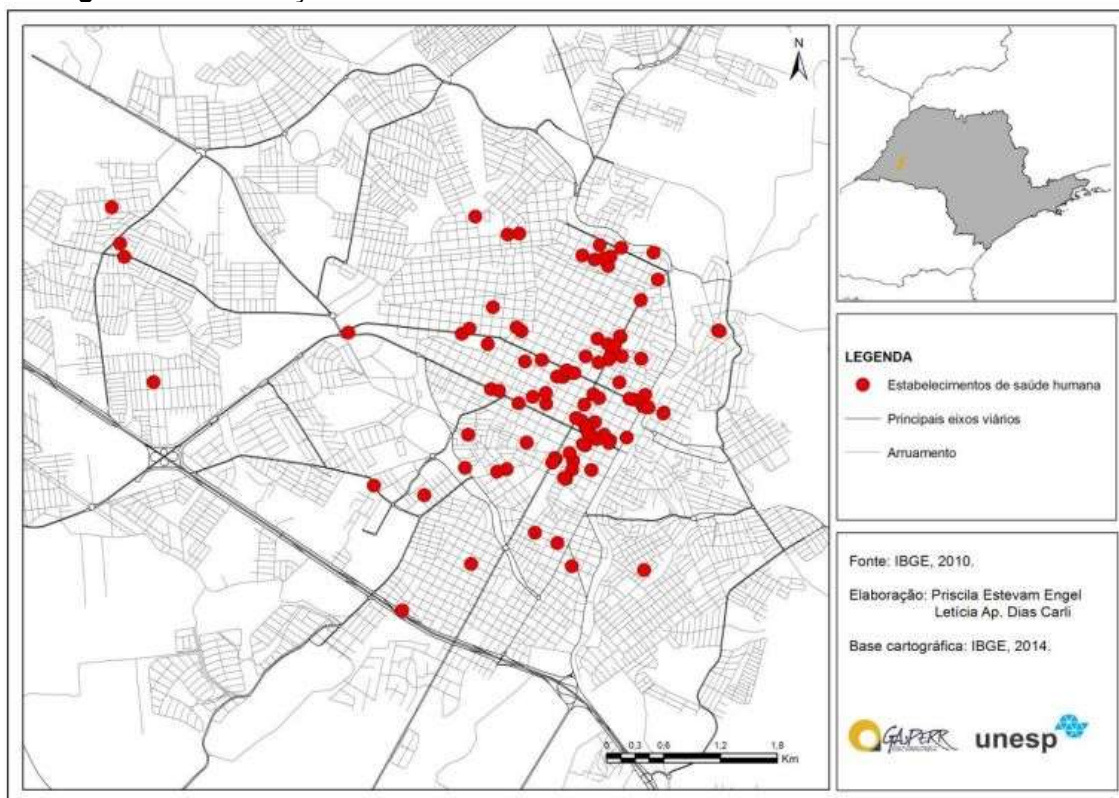 N
0 0,3 0,6 1,2 1,8
Km
LEGENDA
Estabelecimentos de saúde humana
Principais eixos viários
Arruamento
Fonte: IBGE, 2010.
Elaboração: Priscila Estevam Engel
Letícia Ap. Dias Carli
Base cartográfica: IBGE, 2014.
GAsPERR
unesp